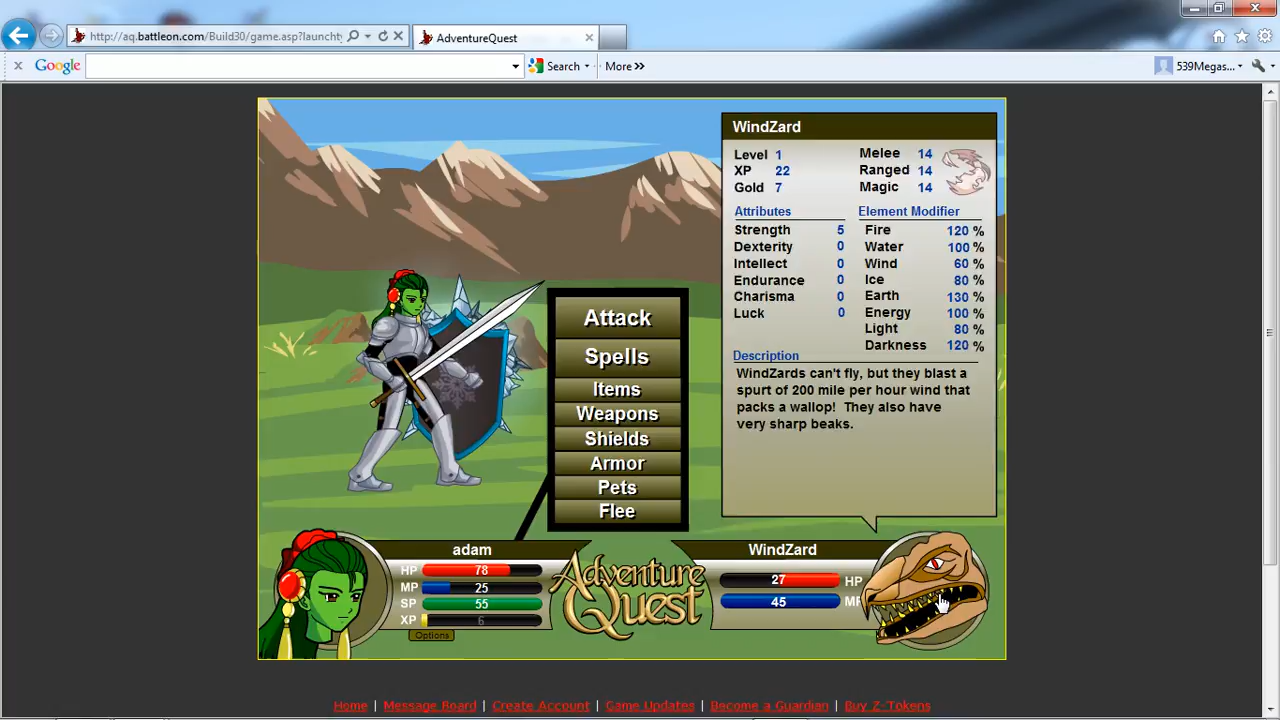 http://aq.battleon.com/Build30/game.asp?launchty
AdventureQuest
Google
Search
More »
539Megas...
WindZard
Level 1
XP 22
Gold 7
Melee 14
Ranged 14
Magic 14
Attributes
Strength 5
Dexterity 0
Intellect 0
Endurance 0
Charisma 0
Luck 0
Element Modifier
Fire 120 %
Water 100 %
Wind 60 %
Ice 80 %
Earth 130 %
Energy 100 %
Light 80 %
Darkness 120 %
Description
WindZards can't fly, but they blast a
spurt of 200 mile per hour wind that
packs a wallop! They also have
very sharp beaks.
Attack
Spells
Items
Weapons
Shields
Armor
Pets
Flee
adam
HP 78
MP 25
SP 55
XP 6
Options
Adventure
Quest
WindZard
27 HP
45 MP
Home | Message Board | Create Account | Game Updates | Become a Guardian | Buy Z-Tokens